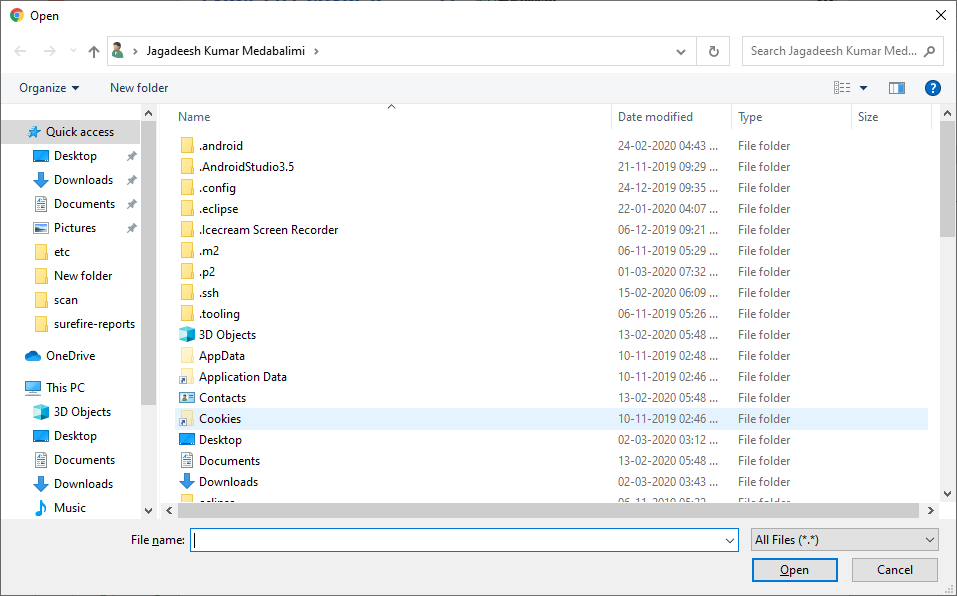 Open
Jagadeesh Kumar Medabalimi
Search Jagadeesh Kumar Med...
Organize
New folder
?
Quick access
Desktop
Downloads
Documents
Pictures
etc
New folder
scan
surefire-reports
OneDrive
This PC
3D Objects
Desktop
Documents
Downloads
Music
Name Date modified Type Size
.android 24-02-2020 04:43 ... File folder
.AndroidStudio3.5 21-11-2019 09:29 ... File folder
.config 24-12-2019 09:35 ... File folder
.eclipse 22-01-2020 04:07 ... File folder
.Icecream Screen Recorder 06-12-2019 09:21 ... File folder
.m2 06-11-2019 05:29 ... File folder
.p2 01-03-2020 07:32 ... File folder
.ssh 15-02-2020 06:09 ... File folder
.tooling 06-11-2019 05:26 ... File folder
3D Objects 13-02-2020 05:48 ... File folder
AppData 10-11-2019 02:48 ... File folder
Application Data 10-11-2019 02:46 ... File folder
Contacts 13-02-2020 05:48 ... File folder
Cookies 10-11-2019 02:46 ... File folder
Desktop 02-03-2020 03:12 ... File folder
Documents 13-02-2020 05:48 ... File folder
Downloads 02-03-2020 03:43 ... File folder
File name:
All Files (*.*)
Open
Cancel